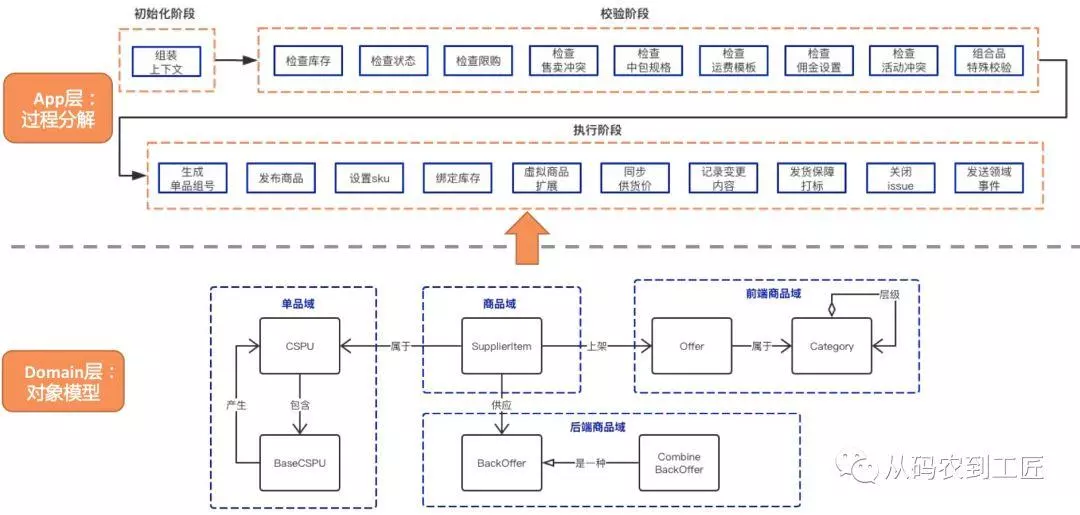 初始化阶段
校验阶段
组装
上下文
检查库存
检查状态
检查限购
检查
售卖冲突
检查
中包规格
检查
运费模板
检查
佣金设置
检查
活动冲突
组合品
特殊校验
App层：
过程分解
执行阶段
生成
单品组号
发布商品
设置sku
绑定库存
虚拟商品
扩展
同步
供货价
记录变更
内容
发货保障
打标
关闭
issue
发送领域
事件
单品域
商品域
前端商品域
层级
CSPU
属于
SupplierItem
上架
Offer
属于
Category
Domain层：
对象模型
产生
包含
供应
后端商品域
BaseCSPU
BackOffer
是一种
Combine
BackOffer
从码农到工匠